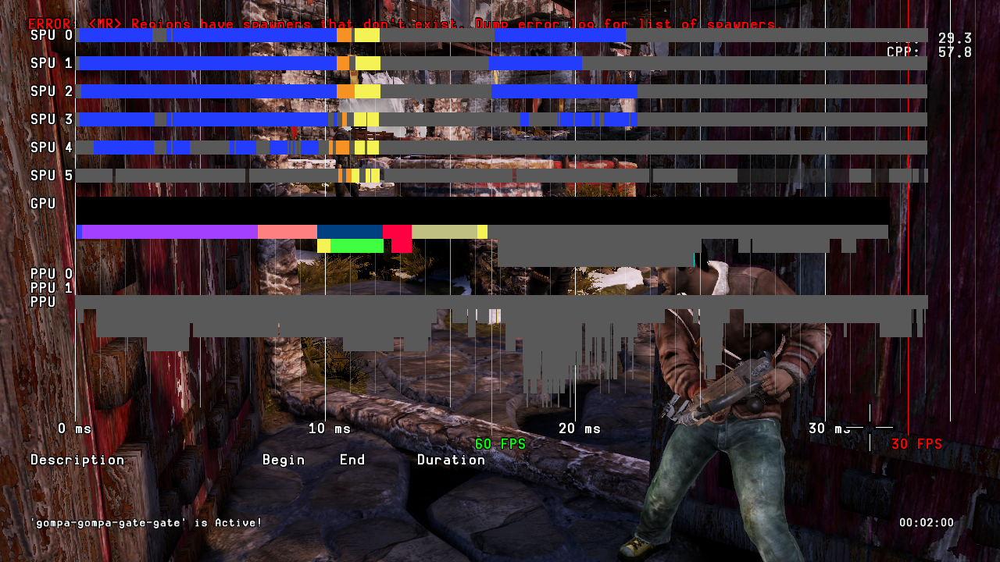 ERROR: <MR> Regions have spawners that don't exist. Dump error log for list of spawners.
SPU 0
29.3
CPP: 57.8
SPU 1
SPU 2
SPU 3
SPU 4
SPU 5
GPU
PPU 0
PPU 1
PPU
0 ms 10 ms 20 ms 30 ms
60 FPS 30 FPS
Description Begin End Duration
'gompa-gompa-gate-gate' is Active! 00:02:00